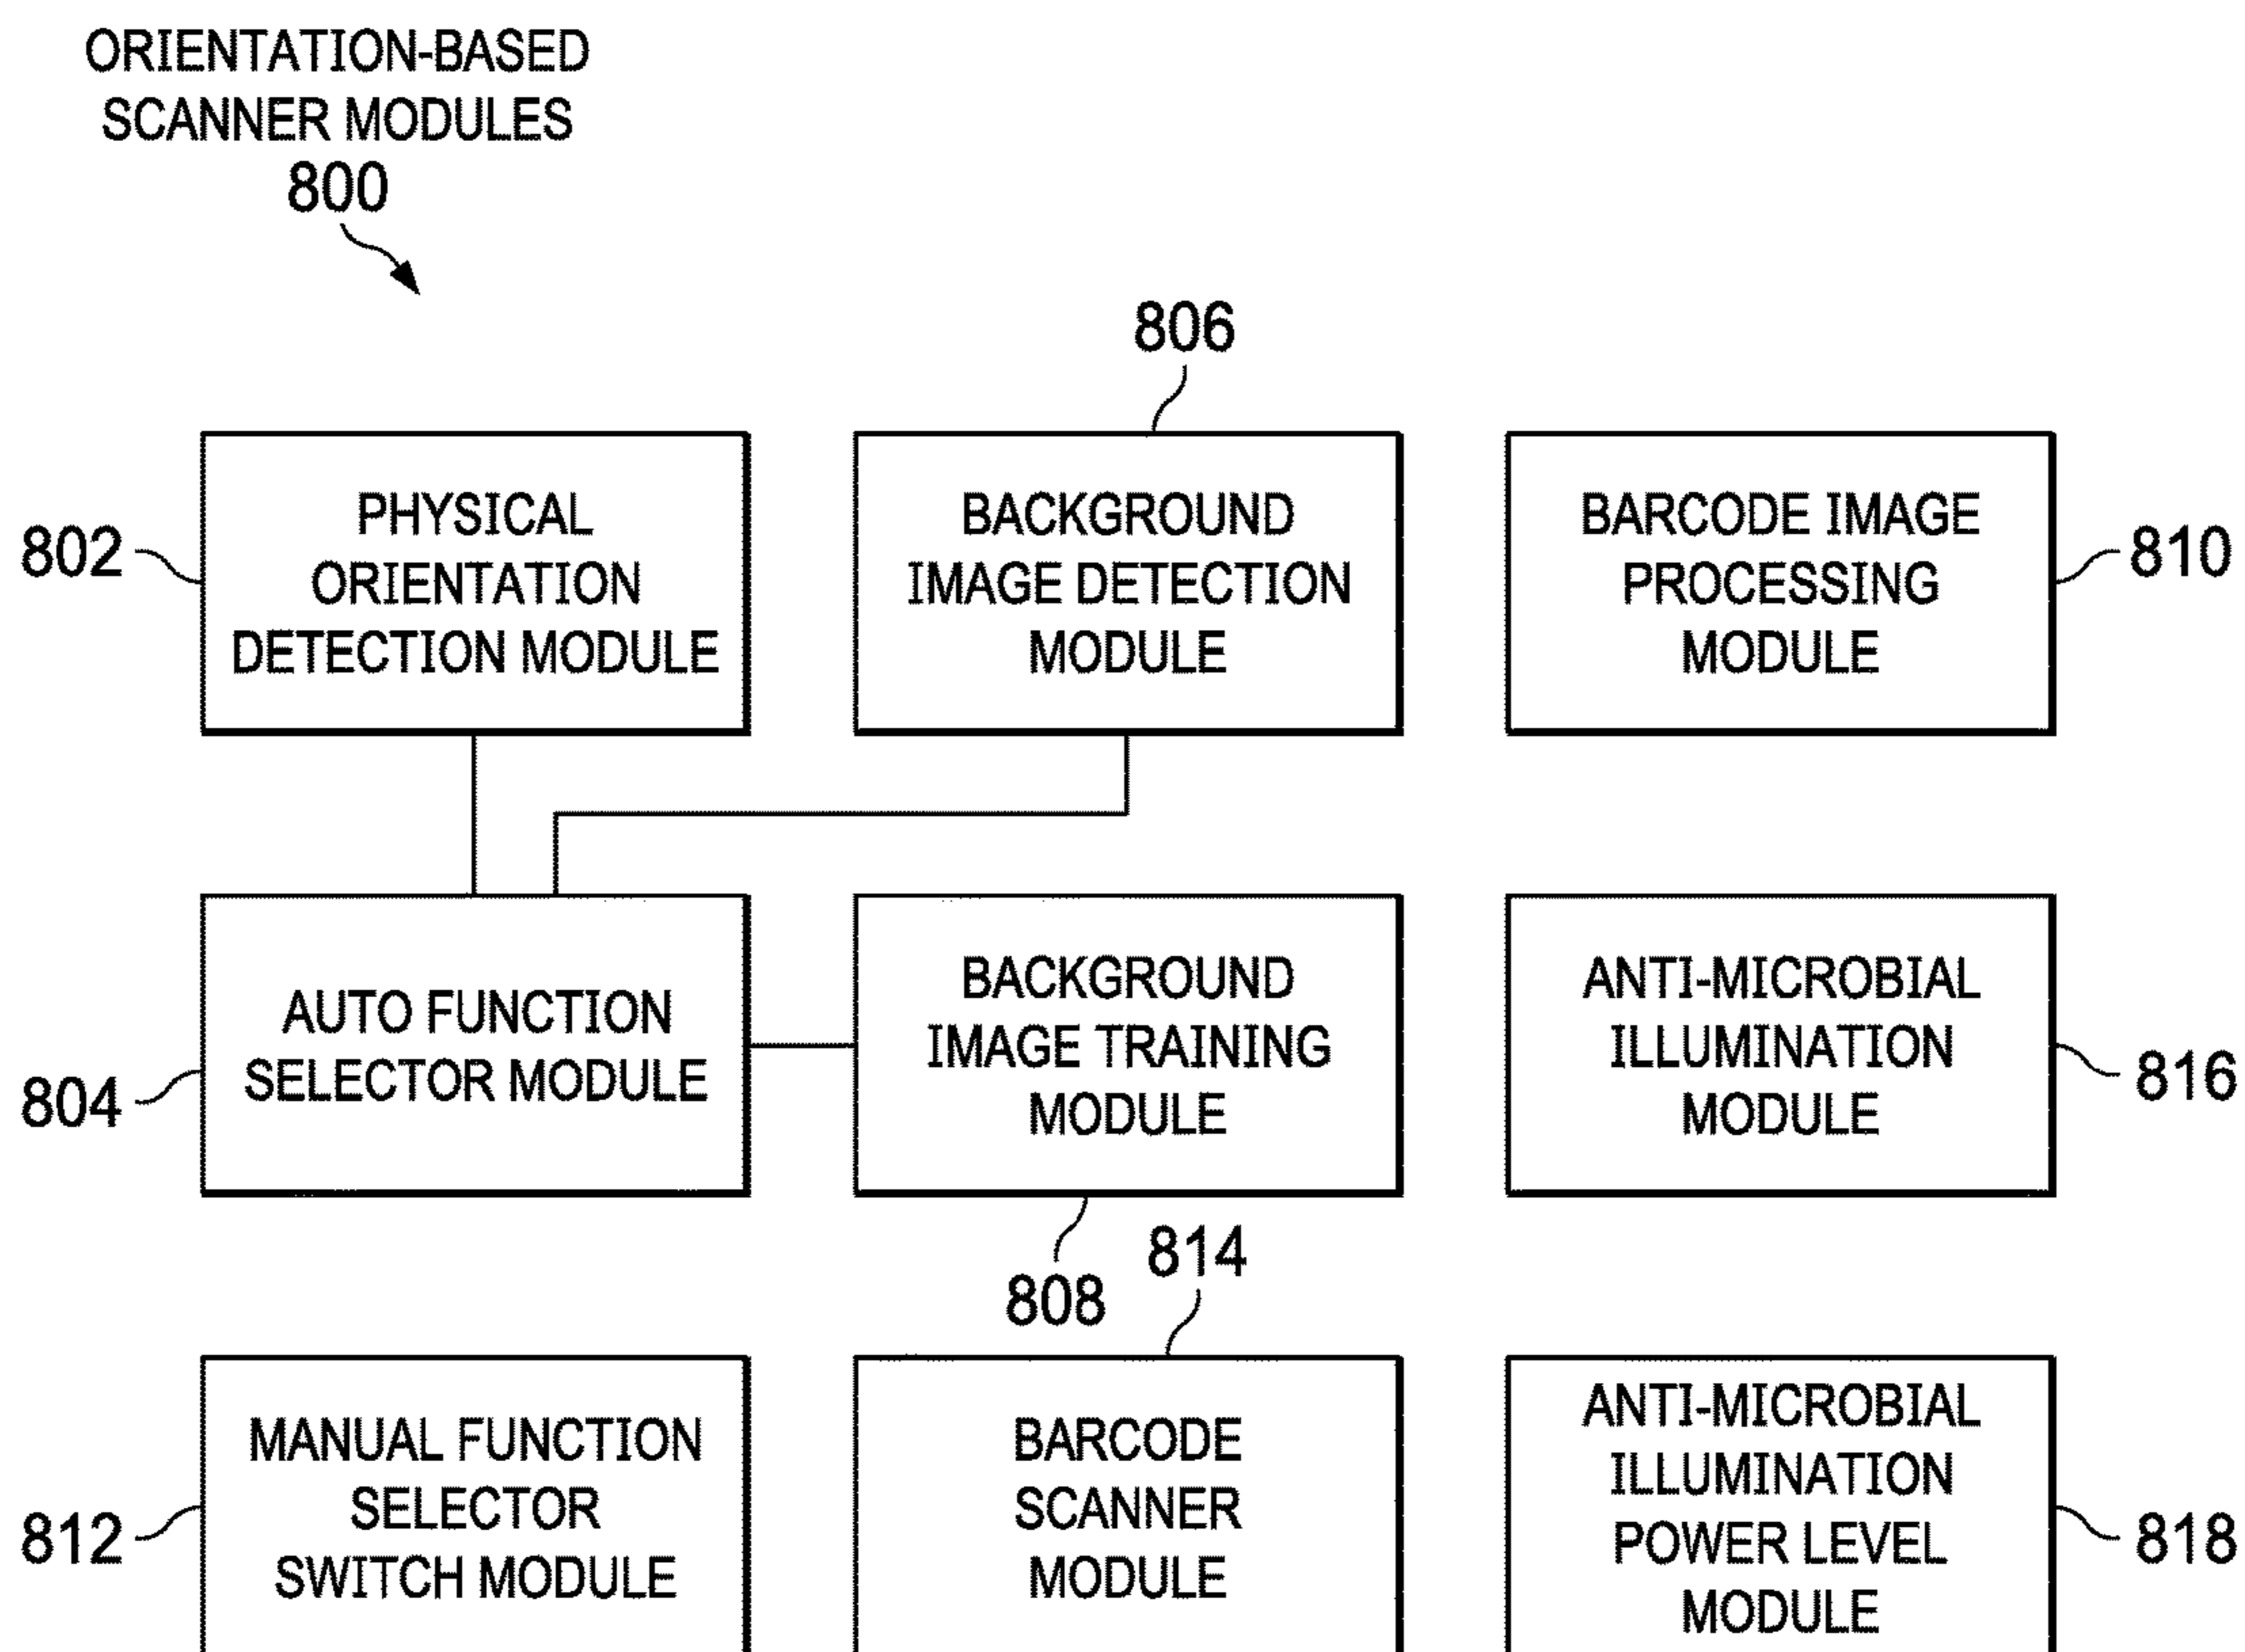 ORIENTATION-BASED
SCANNER MODULES
800
806
802
PHYSICAL
ORIENTATION
DETECTION MODULE
BACKGROUND
IMAGE DETECTION
MODULE
BARCODE IMAGE
PROCESSING
MODULE
810
804
AUTO FUNCTION
SELECTOR MODULE
BACKGROUND
IMAGE TRAINING
MODULE
ANTI-MICROBIAL
ILLUMINATION
MODULE
816
808
814
812
MANUAL FUNCTION
SELECTOR
SWITCH MODULE
BARCODE
SCANNER
MODULE
ANTI-MICROBIAL
ILLUMINATION
POWER LEVEL
MODULE
818